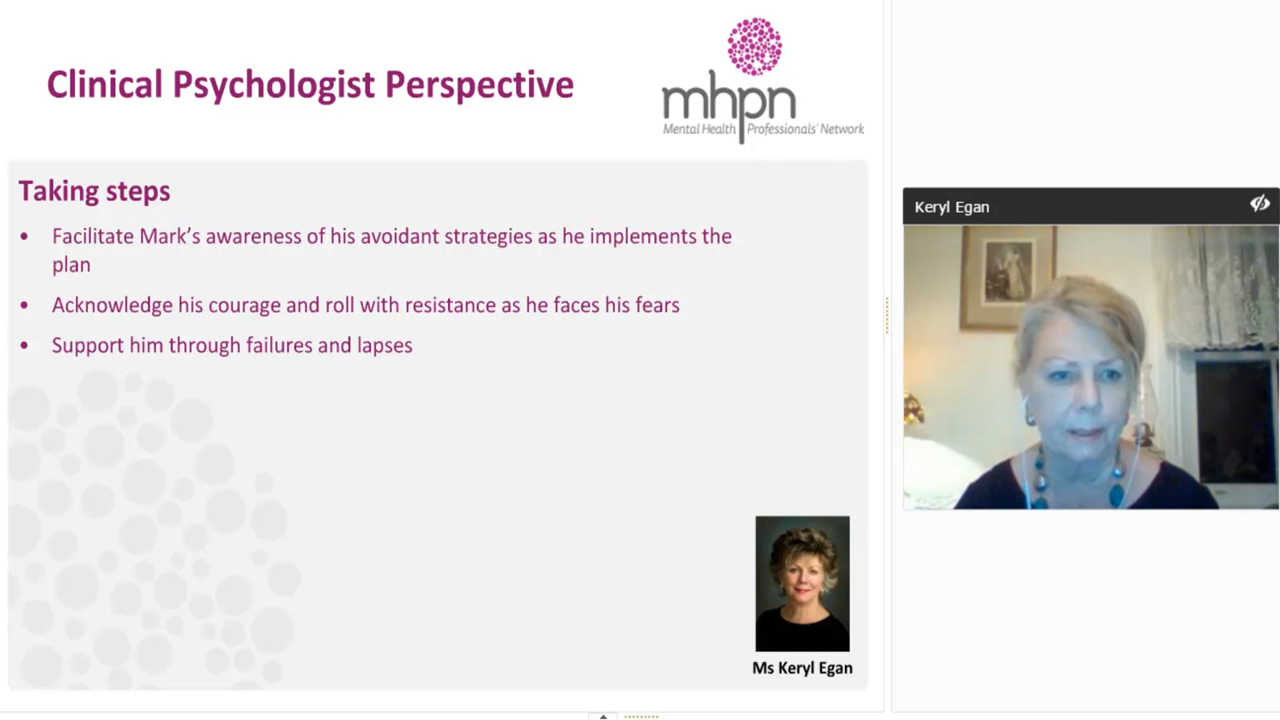 Clinical Psychologist Perspective
mhpn
Mental Health Professionals' Network
Taking steps
• Facilitate Mark's awareness of his avoidant strategies as he implements the
plan
• Acknowledge his courage and roll with resistance as he faces his fears
• Support him through failures and lapses
Ms Keryl Egan
Keryl Egan